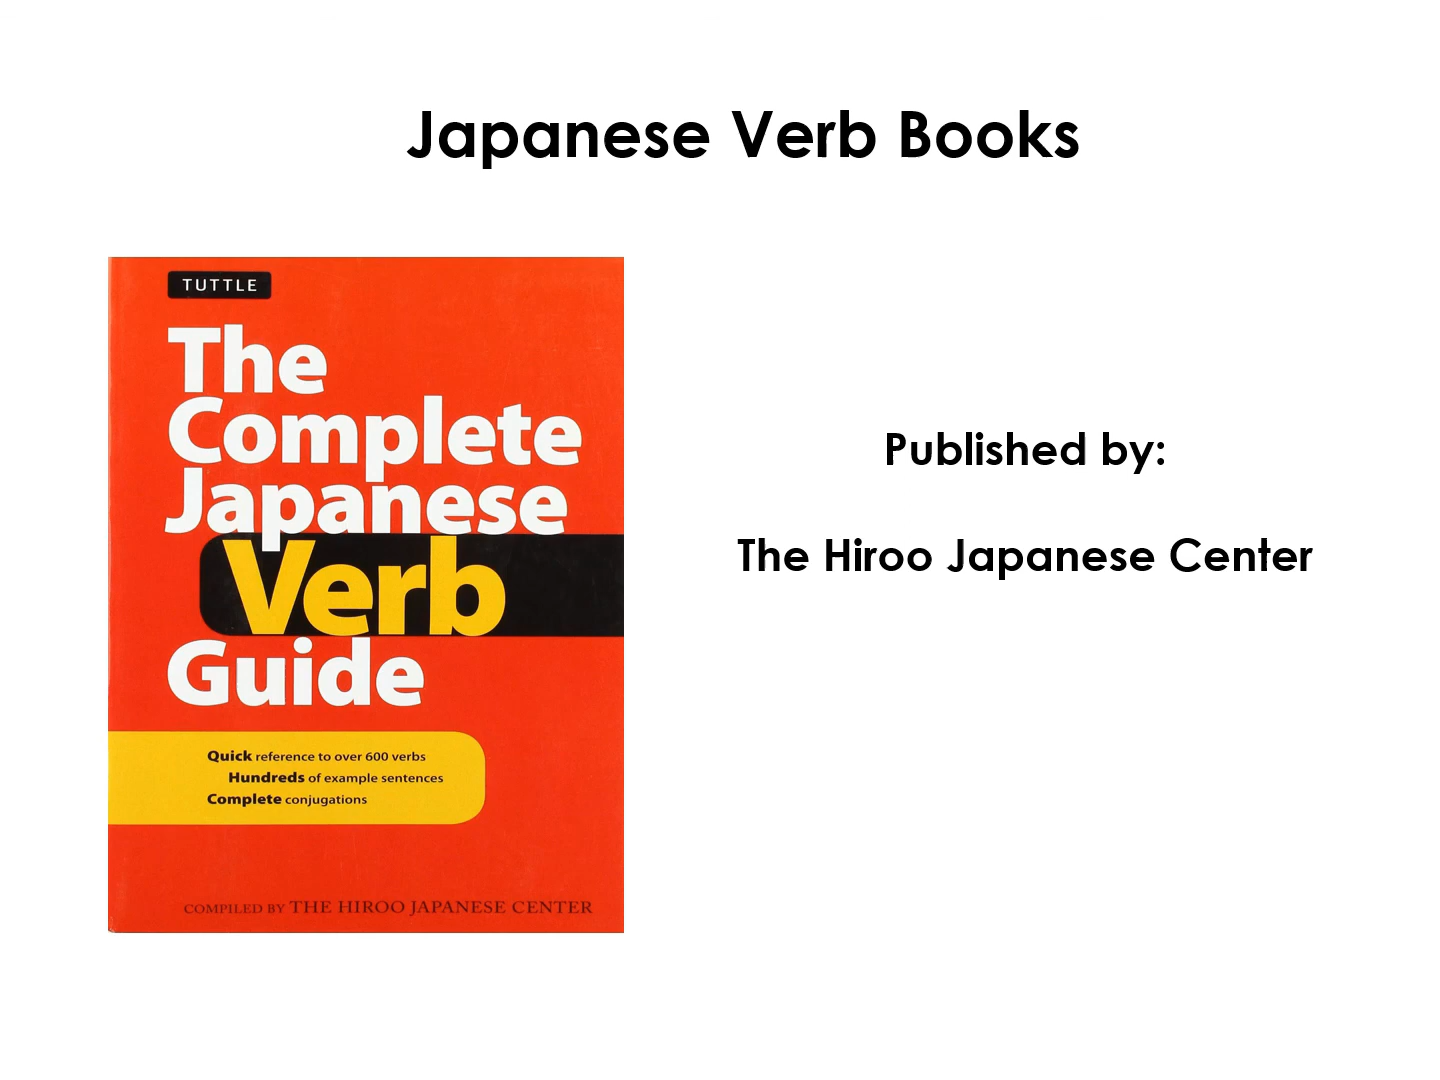 Japanese Verb Books
TUTTLE
The
Complete
Japanese
Verb
Guide
Quick reference to over 600 verbs
Hundreds of example sentences
Complete conjugations
COMPILED BY THE HIROO JAPANESE CENTER
Published by:
The Hiroo Japanese Center